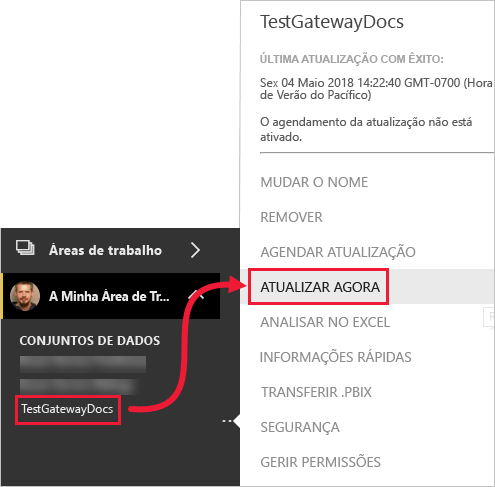 TestGatewayDocs
ÚLTIMA ATUALIZAÇÃO COM ÊXITO:
Sex 04 Maio 2018 14:22:40 GMT-0700 (Hora
de Verão do Pacífico)
O agendamento da atualização não está
ativado.
MUDAR O NOME
REMOVER
AGENDAR ATUALIZAÇÃO
ATUALIZAR AGORA
ANALISAR NO EXCEL
INFORMAÇÕES RÁPIDAS
TRANSFERIR .PBIX
SEGURANÇA
GERIR PERMISSÕES
Áreas de trabalho
A Minha Área de Tr...
CONJUNTOS DE DADOS
TestGatewayDocs